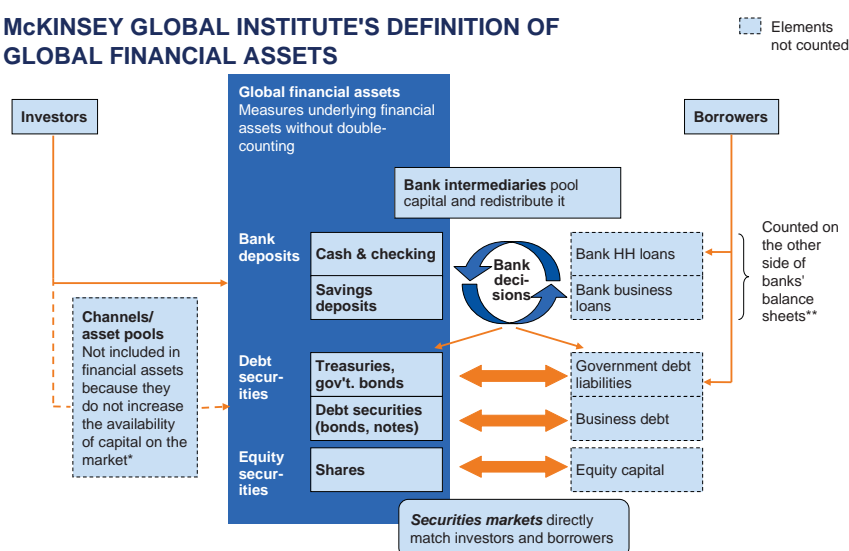 McKINSEY GLOBAL INSTITUTE'S DEFINITION OF
GLOBAL FINANCIAL ASSETS
Elements
not counted
Investors
Global financial assets
Measures underlying financial
assets without double-
counting
Borrowers
Bank intermediaries pool
capital and redistribute it
Bank
deposits
Cash & checking
Savings
deposits
Bank
deci-
sions
Bank HH loans
Bank business
loans
Counted on
the other
side of
banks'
balance
sheets**
Channels/
asset pools
Not included in
financial assets
because they
do not increase
the availability
of capital on the
market*
Debt
secur-
ities
Treasuries,
gov't. bonds
Debt securities
(bonds, notes)
Government debt
liabilities
Business debt
Equity
secur-
ities
Shares
Equity capital
Securities markets directly
match investors and borrowers